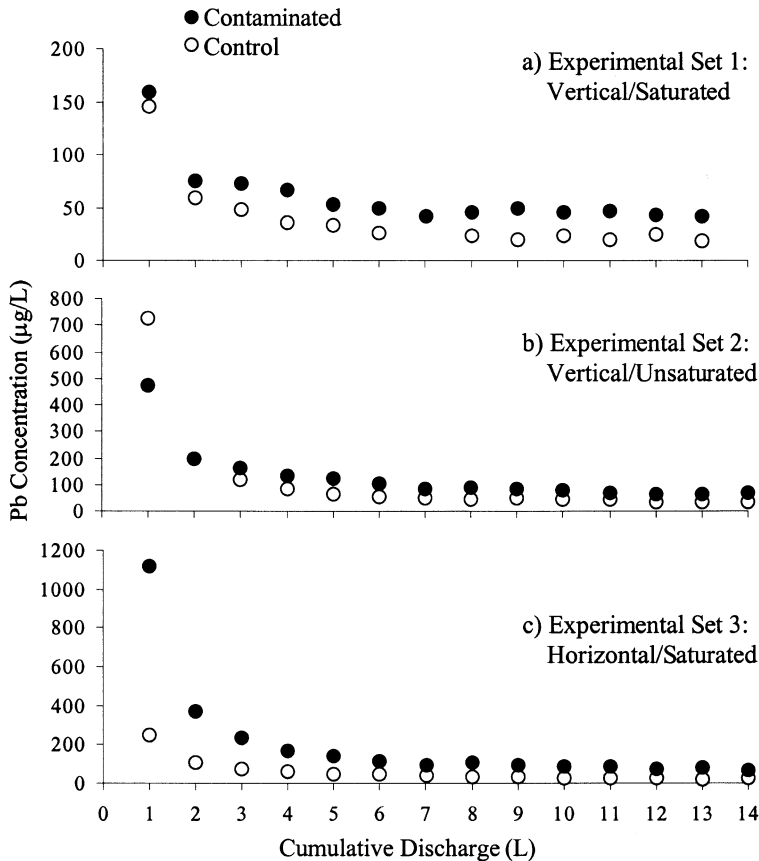 Contaminated
Control
a) Experimental Set 1:
Vertical/Saturated
200
150
100
50
0
Pb Concentration (µg/L)
b) Experimental Set 2:
Vertical/Unsaturated
800
700
600
500
400
300
200
100
0
c) Experimental Set 3:
Horizontal/Saturated
1200
1000
800
600
400
200
0
0 1 2 3 4 5 6 7 8 9 10 11 12 13 14
Cumulative Discharge (L)